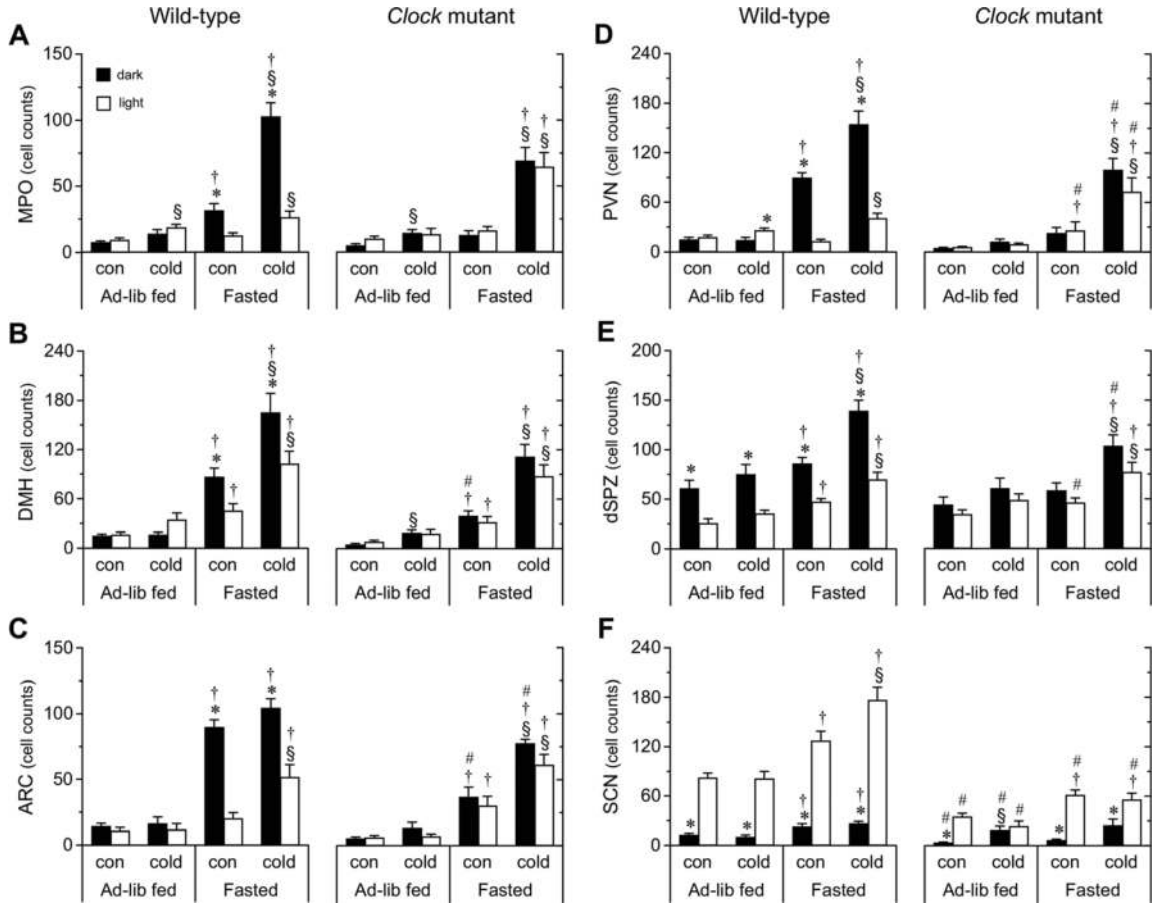 Wild-type
Clock mutant
A
MPO (cell counts)
150
100
50
0
dark
light
§
†
*
†
§
*
§
§
†
§
†
§
con cold con cold
Ad-lib fed Fasted
con cold con cold
Ad-lib fed Fasted
B
DMH (cell counts)
240
180
120
60
0
†
*
†
†
§
*
†
§
§
#
†
†
†
§
†
§
con cold con cold
Ad-lib fed Fasted
con cold con cold
Ad-lib fed Fasted
C
ARC (cell counts)
150
100
50
0
†
*
†
*
†
§
#
†
†
#
†
§
†
§
con cold con cold
Ad-lib fed Fasted
con cold con cold
Ad-lib fed Fasted
Wild-type
Clock mutant
D
PVN (cell counts)
240
180
120
60
0
*
†
*
†
§
*
§
#
†
#
†
§
#
†
§
con cold con cold
Ad-lib fed Fasted
con cold con cold
Ad-lib fed Fasted
E
dSPZ (cell counts)
200
150
100
50
0
*
*
†
*
†
†
§
*
†
§
#
#
†
§
†
§
con cold con cold
Ad-lib fed Fasted
con cold con cold
Ad-lib fed Fasted
F
SCN (cell counts)
240
180
120
60
0
*
*
†
*
†
†
*
†
§
#
*
#
#
§
#
*
#
†
*
#
†
con cold con cold
Ad-lib fed Fasted
con cold con cold
Ad-lib fed Fasted